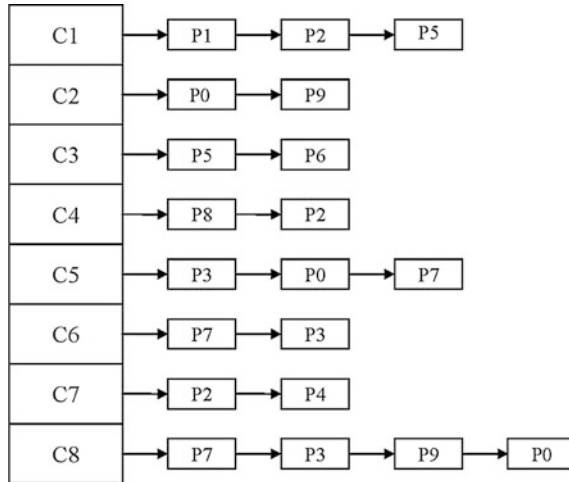 C1 P1 P2 P5
C2 P0 P9
C3 P5 P6
C4 P8 P2
C5 P3 P0 P7
C6 P7 P3
C7 P2 P4
C8 P7 P3 P9 P0